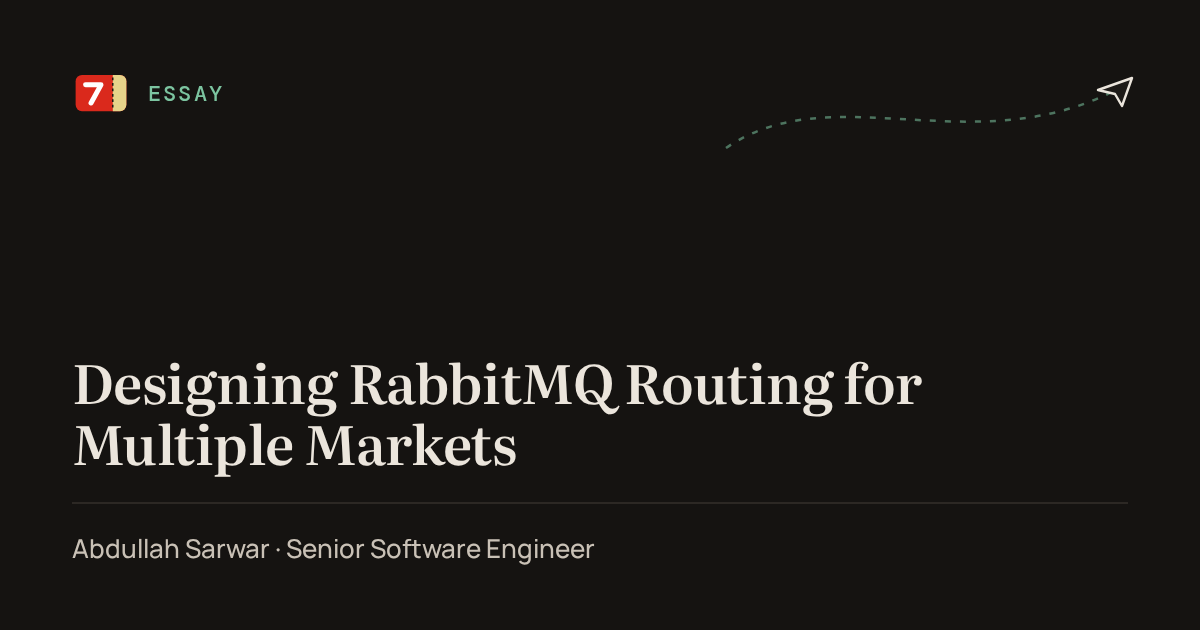 7 ESSAY
Designing RabbitMQ Routing for
Multiple Markets
Abdullah Sarwar · Senior Software Engineer